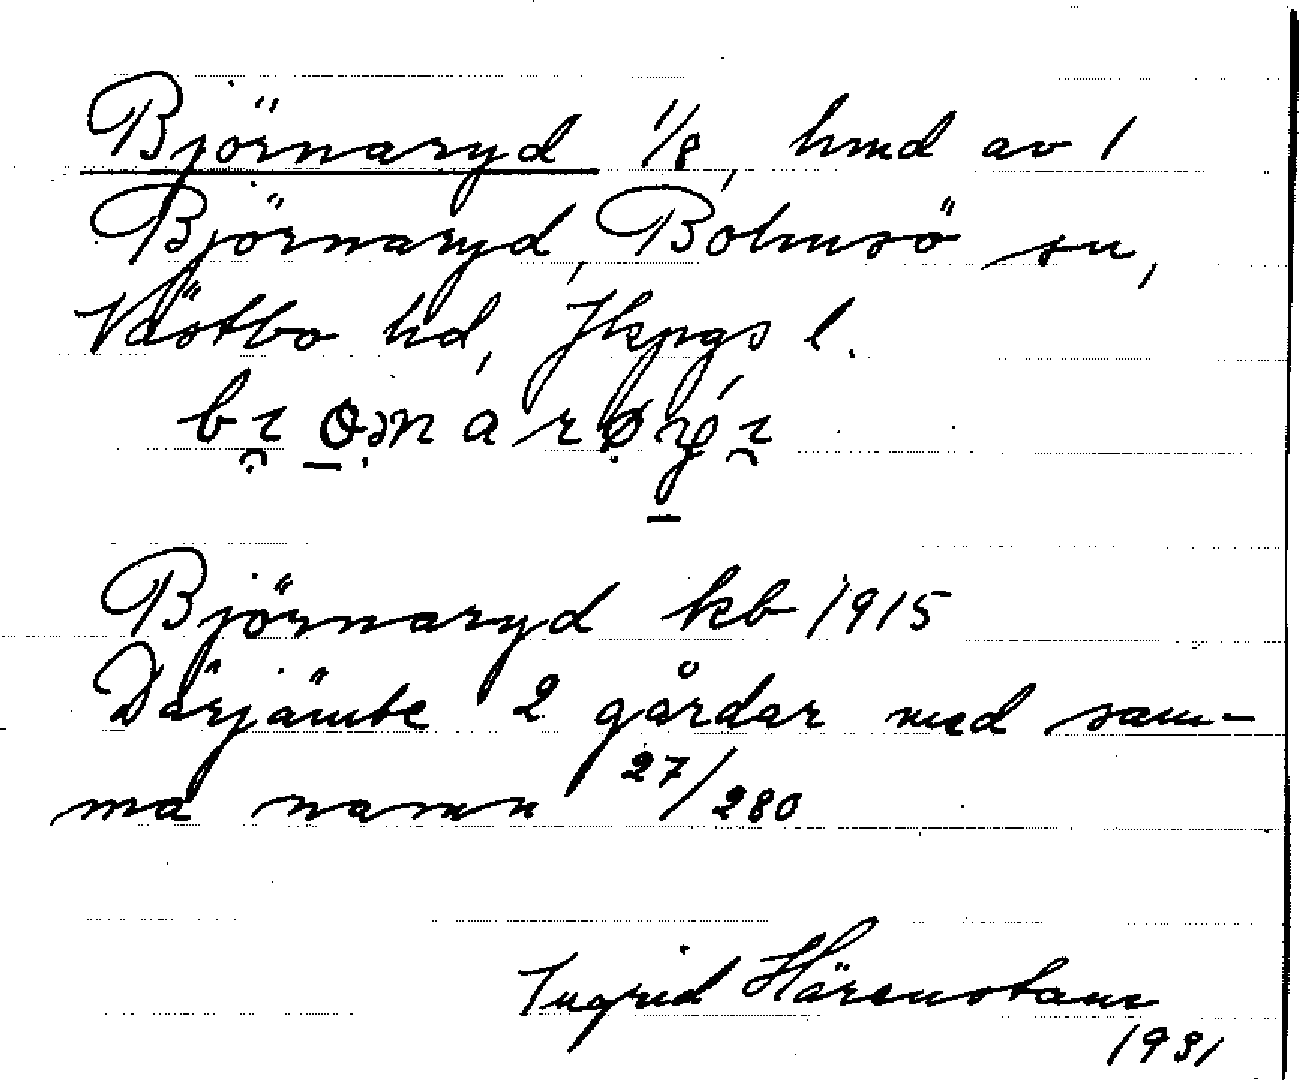 Björnaryd 1/8, hmd av 1
Björnaryd, Bolmsö sn,
Västbo hd, Jkpgs l.
Björnaryd kb 1915
Därjämte 2 gårdar med sam-
ma namn 27/280
Ingrid Härenstam
1931